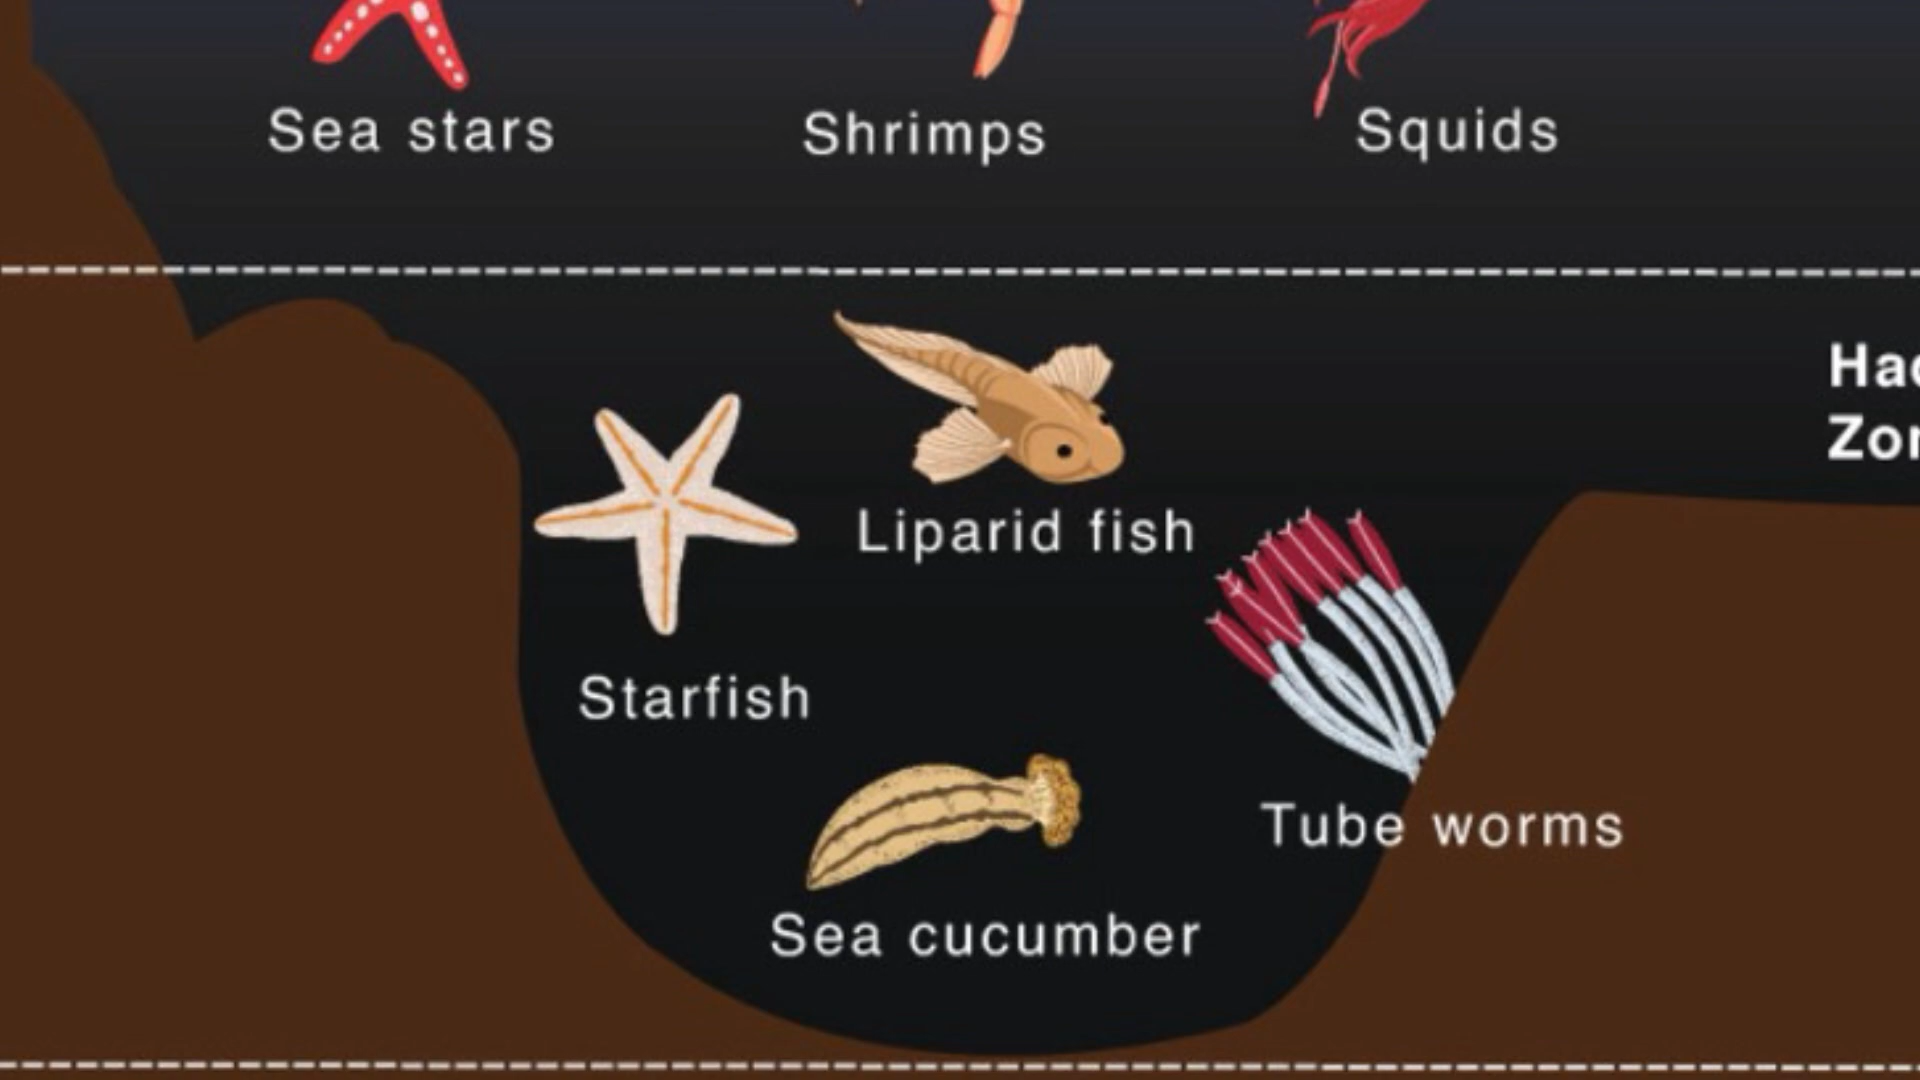 Sea stars
Shrimps
Squids
Liparid fish
Starfish
Tube worms
Sea cucumber